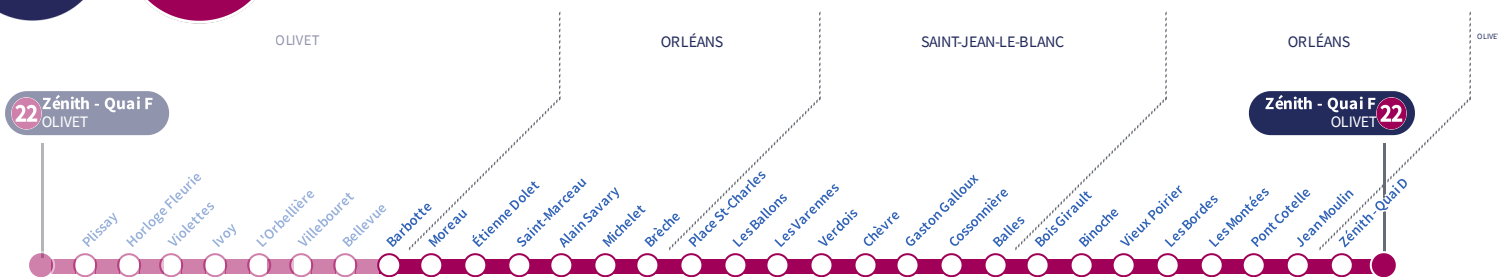 OLIVET
ORLÉANS
SAINT-JEAN-LE-BLANC
ORLÉANS
OLIVE
22 Zénith - Quai F
OLIVET
Zénith - Quai F 22
OLIVET
Plissay
Horloge Fleurie
Violettes
Ivoy
L'Orbellière
Villebouret
Bellevue
Barbotte
Moreau
Étienne Dolet
Saint-Marceau
Alain Savary
Michelet
Brèche
Place St-Charles
Les Ballons
Les Varennes
Verdois
Chèvre
Gaston Galloux
Cossonnière
Balles
Bois Girault
Binoche
Vieux Poirier
Les Bordes
Les Montées
Pont Cotelle
Jean Moulin
Zénith - Quai D